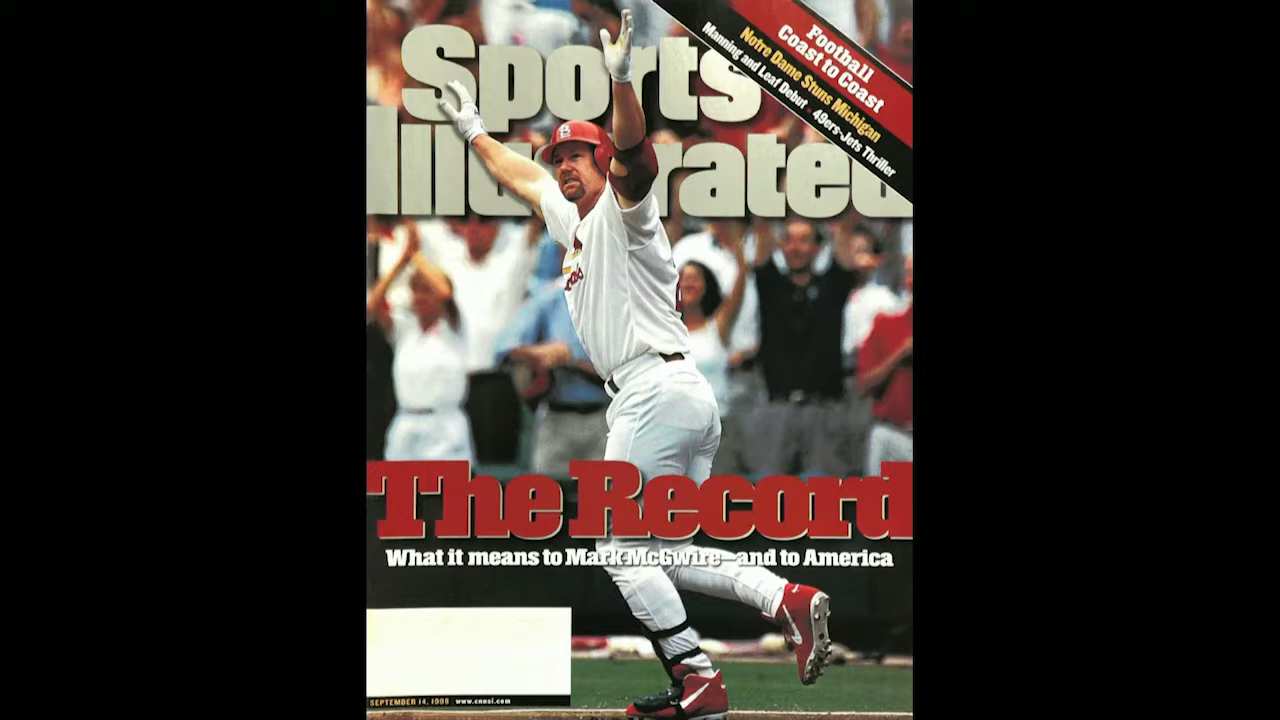 Sports
Illustrated
Football
Coast to Coast
Notre Dame Stuns Michigan
Manning and Leaf Debut • 49ers-Jets Thriller
The Record
What it means to Mark McGwire—and to America
SEPTEMBER 14, 1998 www.cnnsi.com